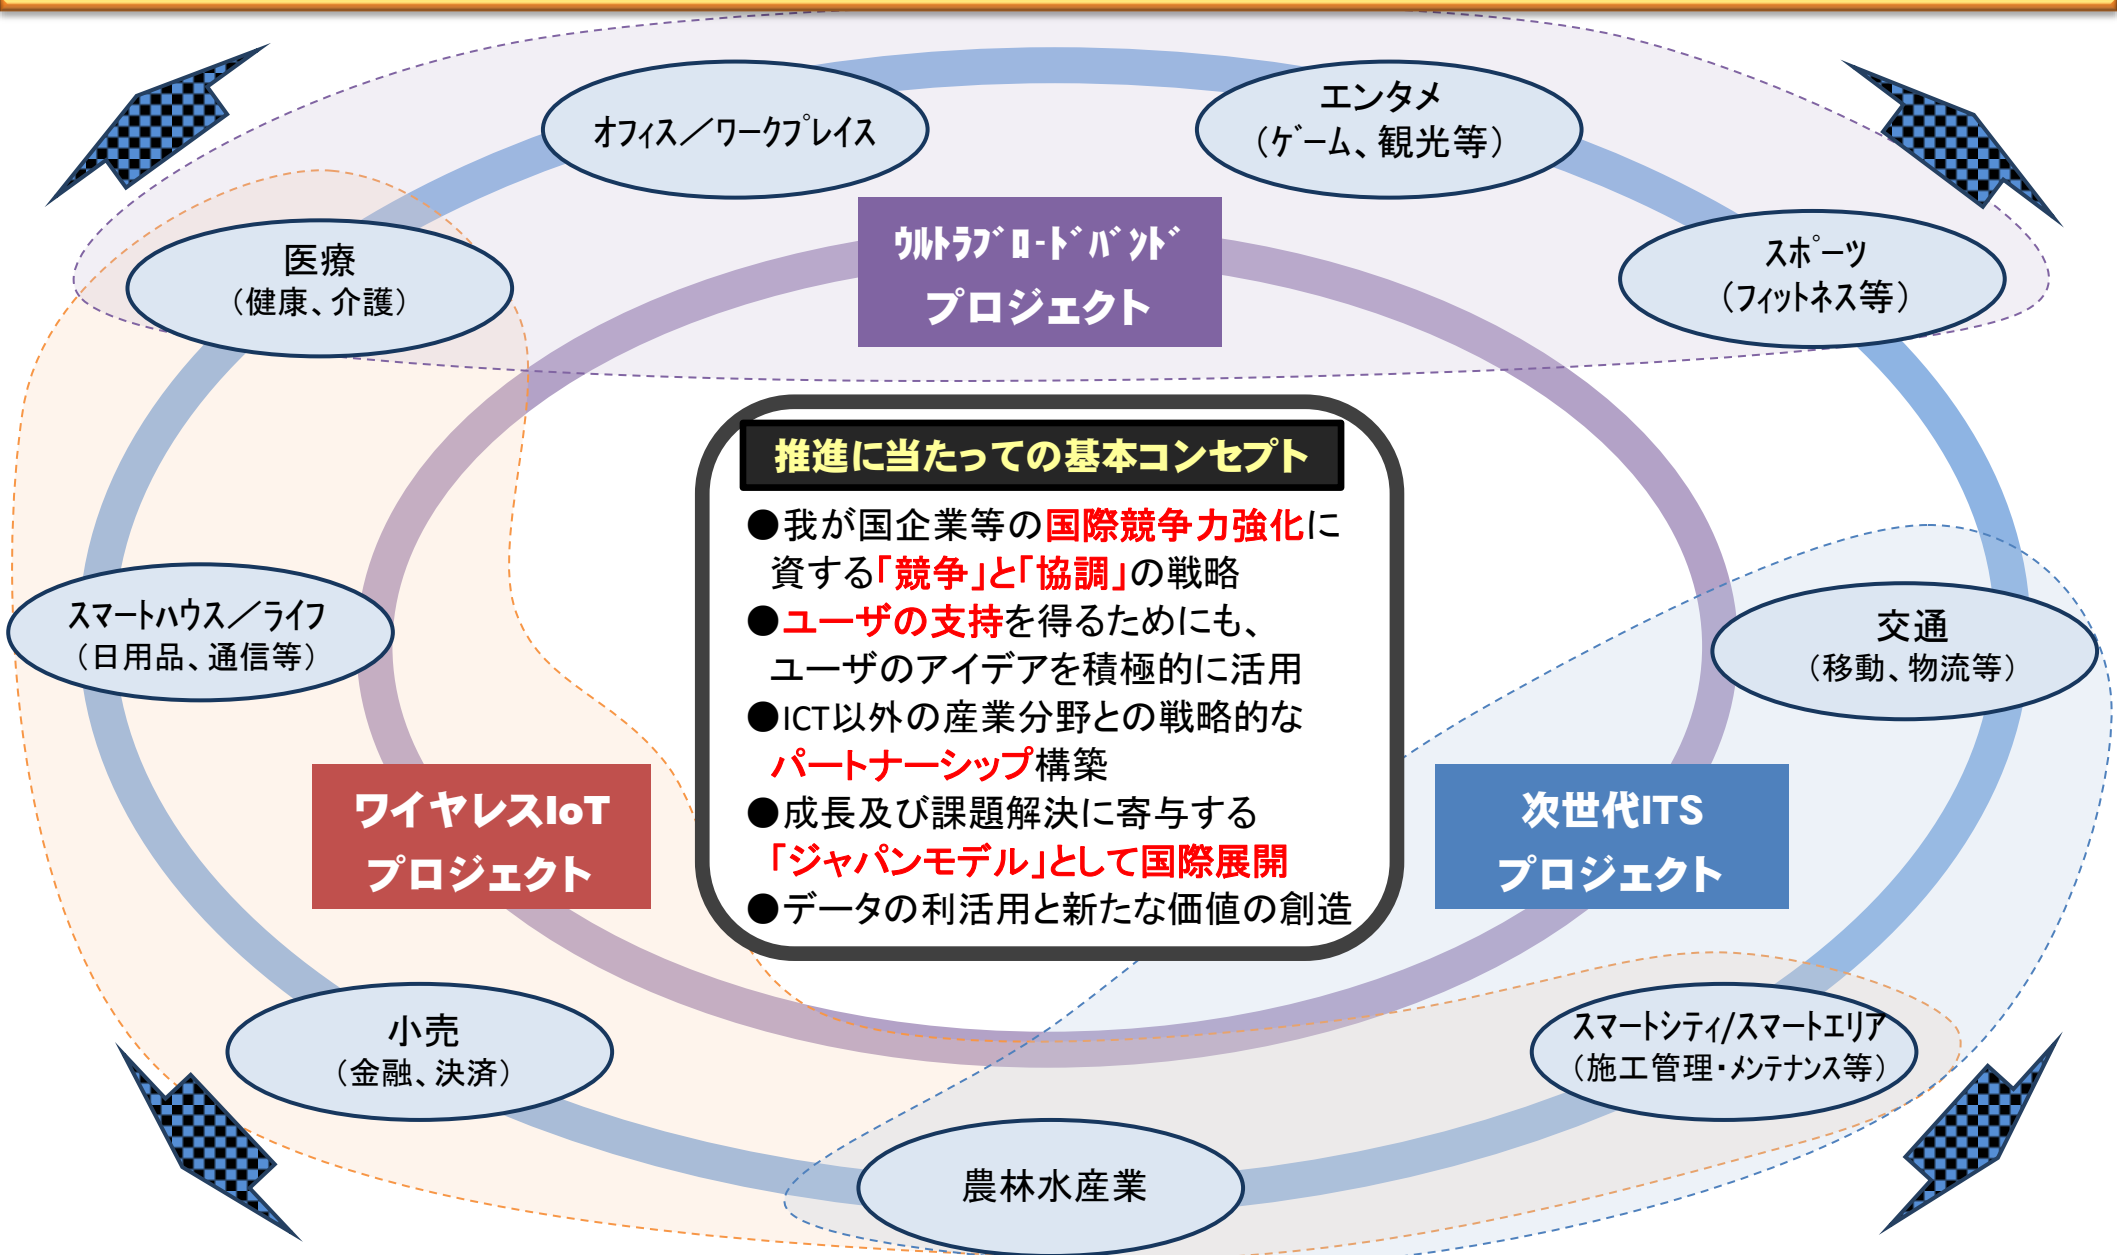 オフィス／ワークプレイス
エンタメ
（ゲーム、観光等）
医療
（健康、介護）
ウルトラブロードバンド
プロジェクト
スポーツ
（フィットネス等）
推進に当たっての基本コンセプト
●我が国企業等の国際競争力強化に
資する「競争」と「協調」の戦略
●ユーザの支持を得るためにも、
ユーザのアイデアを積極的に活用
●ICT以外の産業分野との戦略的な
パートナーシップ構築
●成長及び課題解決に寄与する
「ジャパンモデル」として国際展開
●データの利活用と新たな価値の創造
スマートハウス／ライフ
（日用品、通信等）
交通
（移動、物流等）
ワイヤレスIoT
プロジェクト
次世代ITS
プロジェクト
小売
（金融、決済）
スマートシティ/スマートエリア
（施工管理・メンテナンス等）
農林水産業